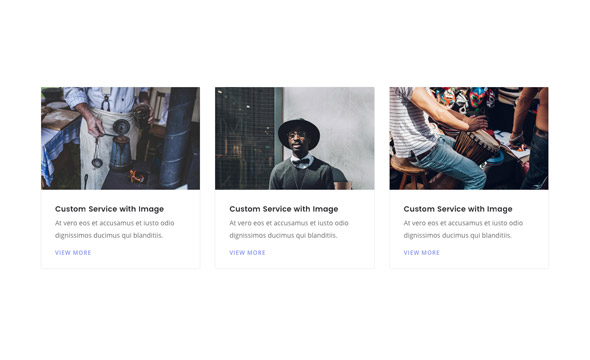 Custom Service with Image
At vero eos et accusamus et iusto odio
dignissimos ducimus qui blanditiis.
VIEW MORE
Custom Service with Image
At vero eos et accusamus et iusto odio
dignissimos ducimus qui blanditiis.
VIEW MORE
Custom Service with Image
At vero eos et accusamus et iusto odio
dignissimos ducimus qui blanditiis.
VIEW MORE